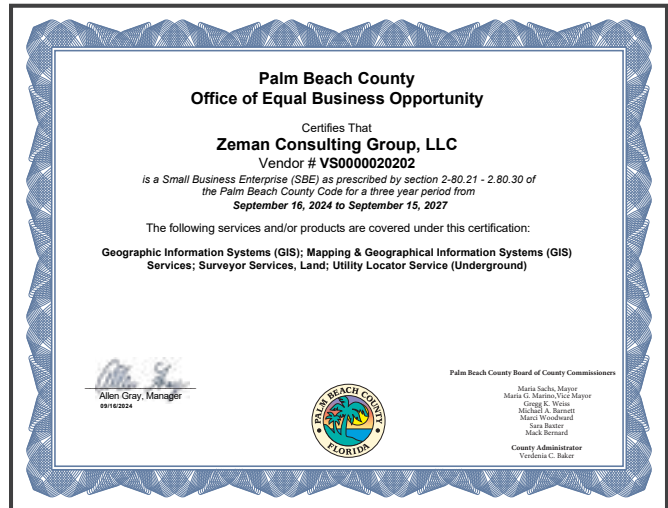 Palm Beach County
Office of Equal Business Opportunity
Certifies That
Zeman Consulting Group, LLC
Vendor # VS0000020202
is a Small Business Enterprise (SBE) as prescribed by section 2-80.21 - 2.80.30 of
the Palm Beach County Code for a three year period from
September 16, 2024 to September 15, 2027
The following services and/or products are covered under this certification:
Geographic Information Systems (GIS); Mapping & Geographical Information Systems (GIS)
Services; Surveyor Services, Land; Utility Locator Service (Underground)
Allen Gray
Allen Gray, Manager
09/16/2024
PALM BEACH COUNTY
FLORIDA
Palm Beach County Board of County Commissioners
Maria Sachs, Mayor
Maria G. Marino,Vice Mayor
Gregg K. Weiss
Michael A. Barnett
Marci Woodward
Sara Baxter
Mack Bernard
County Administrator
Verdenia C. Baker